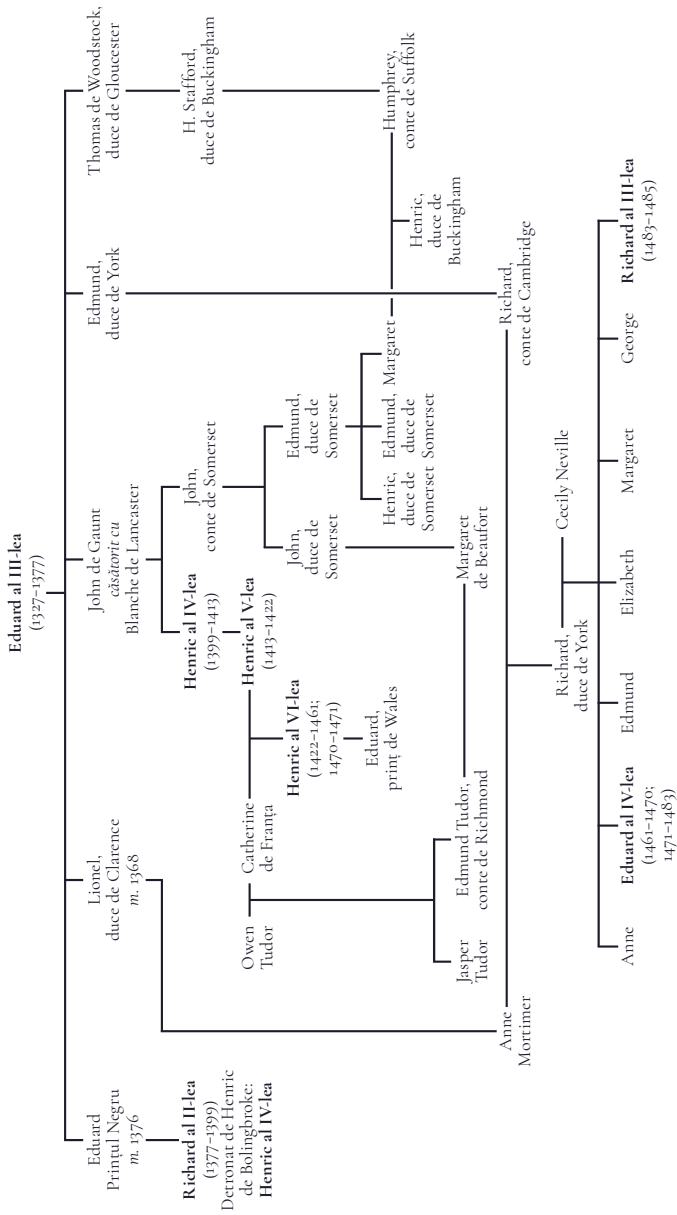 Eduard al III-lea
(1327–1377)
Eduard
Prințul Negru
m. 1376
Lionel,
duce de Clarence
m. 1368
John de Gaunt
căsătorit cu
Blanche de Lancaster
Edmund,
duce de York
Thomas de Woodstock,
duce de Gloucester
Richard al II-lea
(1377–1399)
Detronat de Henric
de Bolingbroke:
Henric al IV-lea
Henric al IV-lea
(1399–1413)
John,
conte de Somerset
H. Stafford,
duce de Buckingham
Owen
Tudor
Catherine
de Franța
Henric al V-lea
(1413–1422)
John,
duce de
Somerset
Edmund,
duce de
Somerset
Henric al VI-lea
(1422–1461;
1470–1471)
Eduard,
prinț de Wales
Henric,
duce de
Somerset
Edmund,
duce de
Somerset
Margaret
Humphrey,
conte de Suffolk
Henric,
duce de
Buckingham
Jasper
Tudor
Edmund Tudor,
conte de Richmond
Margaret
de Beaufort
Anne
Mortimer
Richard,
conte de Cambridge
Richard,
duce de York
Cecily Neville
Anne
Eduard al IV-lea
(1461–1470;
1471–1483)
Edmund
Elizabeth
Margaret
George
Richard al III-lea
(1483–1485)